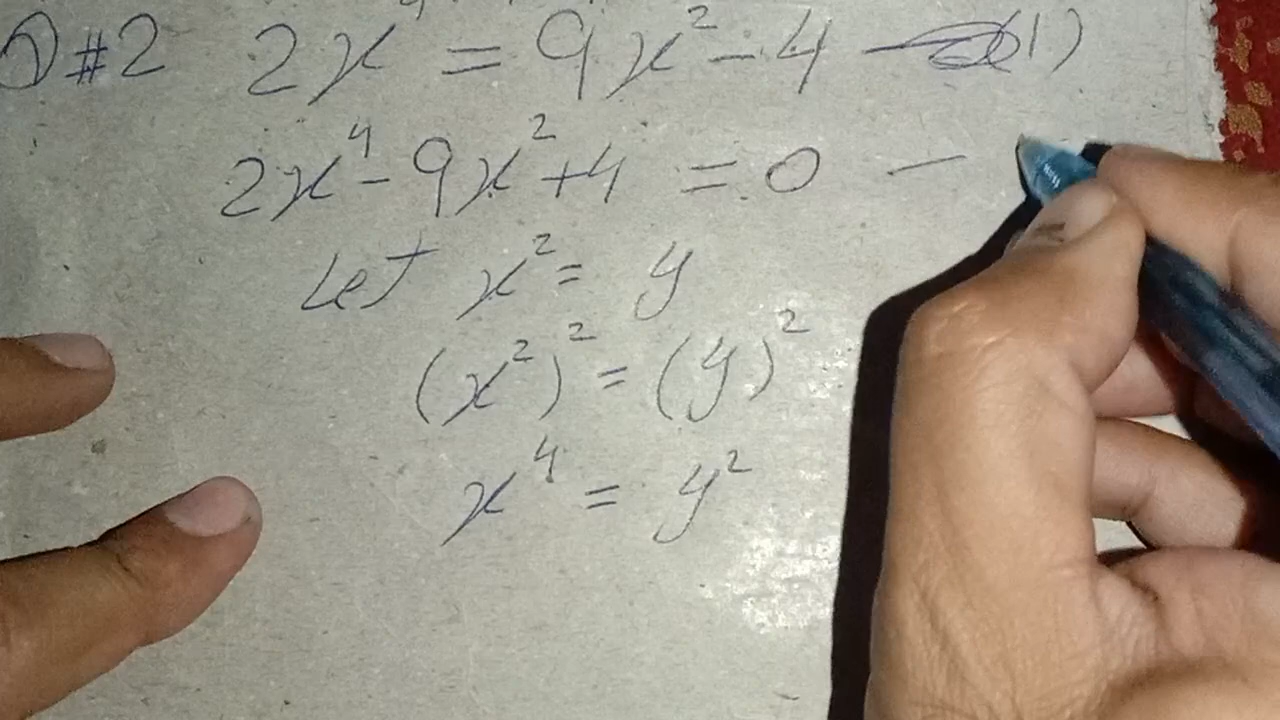 Q#2 2x⁴ = 9x² - 4 — (1)
2x⁴ - 9x² + 4 = 0 —
Let x² = y
(x²)² = (y)²
x⁴ = y²